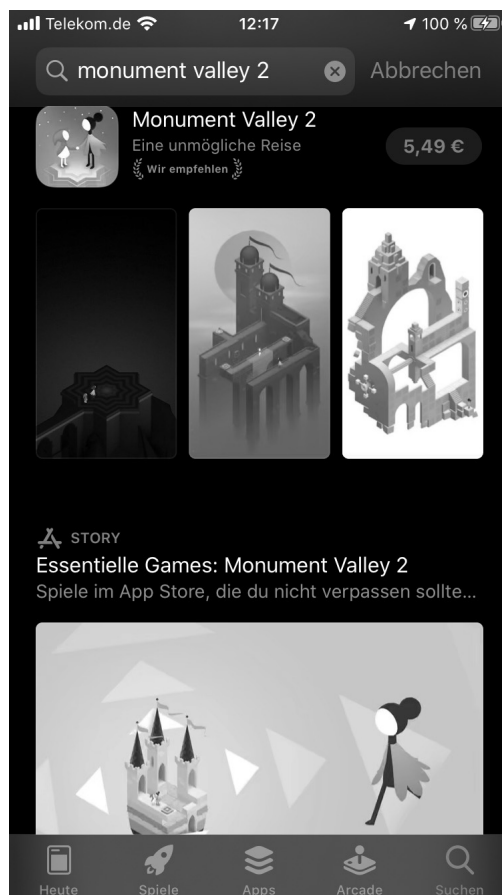 Telekom.de
12:17
100 %
monument valley 2
Abbrechen
Monument Valley 2
Eine unmögliche Reise
Wir empfehlen
5,49 €
STORY
Essentielle Games: Monument Valley 2
Spiele im App Store, die du nicht verpassen sollte...
Heute
Spiele
Apps
Arcade
Suchen